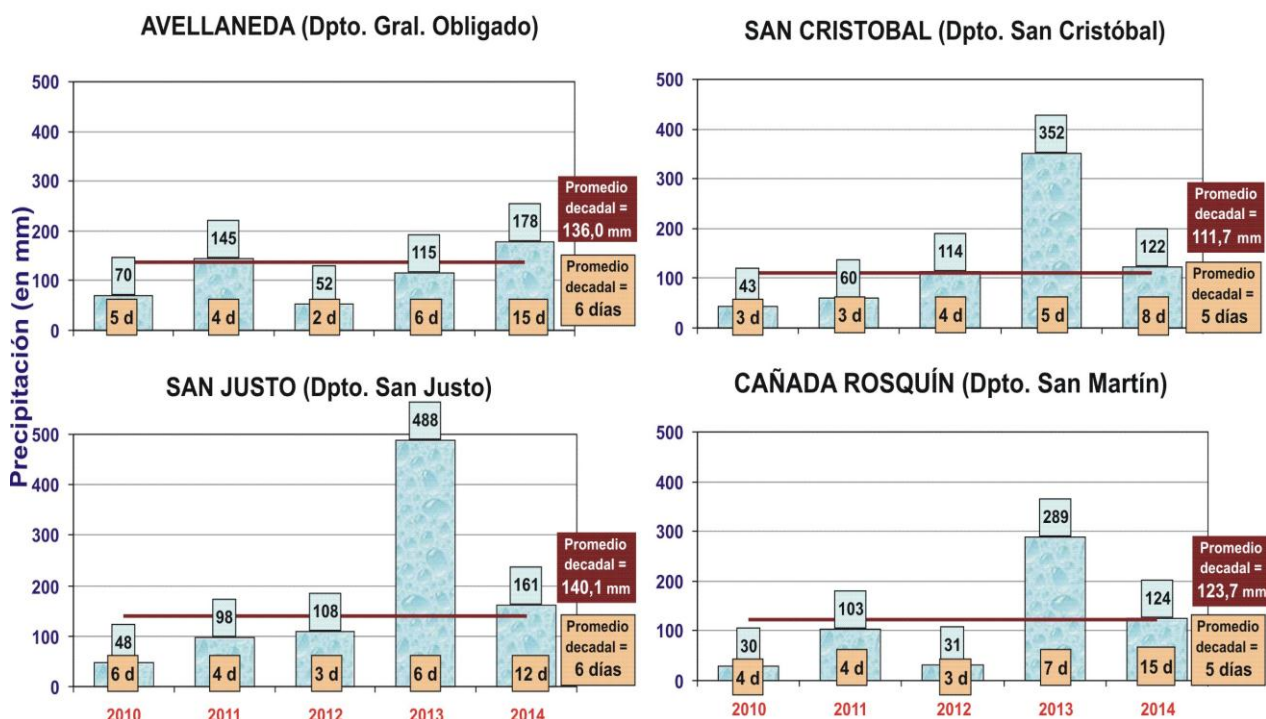 AVELLANEDA (Dpto. Gral. Obligado)
500
400
300
200
100
0
70
145
52
115
178
5 d
4 d
2 d
6 d
15 d
Promedio
decadal =
136,0 mm
Promedio
decadal =
6 días
SAN CRISTOBAL (Dpto. San Cristóbal)
500
400
300
200
100
0
43
60
114
352
122
3 d
3 d
4 d
5 d
8 d
Promedio
decadal =
111,7 mm
Promedio
decadal =
5 días
Precipitación (en mm)
SAN JUSTO (Dpto. San Justo)
500
400
300
200
100
0
48
98
108
488
161
6 d
4 d
3 d
6 d
12 d
Promedio
decadal =
140,1 mm
Promedio
decadal =
6 días
2010
2011
2012
2013
2014
CAÑADA ROSQUÍN (Dpto. San Martín)
500
400
300
200
100
0
30
103
31
289
124
4 d
4 d
3 d
7 d
15 d
Promedio
decadal =
123,7 mm
Promedio
decadal =
5 días
2010
2011
2012
2013
2014